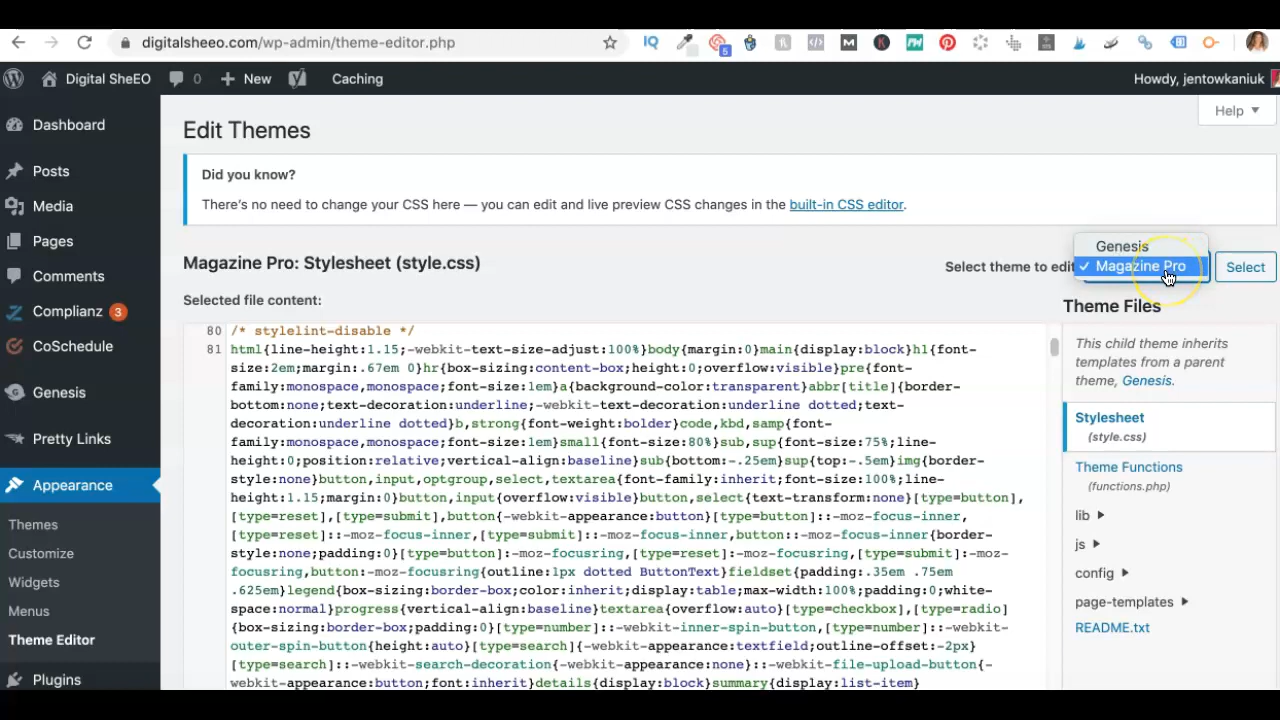 digitalsheeo.com/wp-admin/theme-editor.php
IQ
5
M
K
PW
Digital SheEO
0
New
Caching
Howdy, jentowkaniuk
Help
Dashboard
Posts
Media
Pages
Comments
Complianz 3
CoSchedule
Genesis
Pretty Links
Appearance
Themes
Customize
Widgets
Menus
Theme Editor
Plugins
Edit Themes
Did you know?
There's no need to change your CSS here — you can edit and live preview CSS changes in the built-in CSS editor.
Magazine Pro: Stylesheet (style.css)
Select theme to edit
Genesis
✓ Magazine Pro
Select
Selected file content:
80 /* stylelint-disable */
81 html{line-height:1.15;-webkit-text-size-adjust:100%}body{margin:0}main{display:block}h1{font-
size:2em;margin:.67em 0}hr{box-sizing:content-box;height:0;overflow:visible}pre{font-
family:monospace,monospace;font-size:1em}a{background-color:transparent}abbr[title]{border-
bottom:none;text-decoration:underline;-webkit-text-decoration:underline dotted;text-
decoration:underline dotted}b,strong{font-weight:bolder}code,kbd,samp{font-
family:monospace,monospace;font-size:1em}small{font-size:80%}sub,sup{font-size:75%;line-
height:0;position:relative;vertical-align:baseline}sub{bottom:-.25em}sup{top:-.5em}img{border-
style:none}button,input,optgroup,select,textarea{font-family:inherit;font-size:100%;line-
height:1.15;margin:0}button,input{overflow:visible}button,select{text-transform:none}[type=button],
[type=reset],[type=submit],button{-webkit-appearance:button}[type=button]::-moz-focus-inner,
[type=reset]::-moz-focus-inner,[type=submit]::-moz-focus-inner,button::-moz-focus-inner{border-
style:none;padding:0}[type=button]:-moz-focusring,[type=reset]:-moz-focusring,[type=submit]:-moz-
focusring,button:-moz-focusring{outline:1px dotted ButtonText}fieldset{padding:.35em .75em
.625em}legend{box-sizing:border-box;color:inherit;display:table;max-width:100%;padding:0;white-
space:normal}progress{vertical-align:baseline}textarea{overflow:auto}[type=checkbox],[type=radio]
{box-sizing:border-box;padding:0}[type=number]::-webkit-inner-spin-button,[type=number]::-webkit-
outer-spin-button{height:auto}[type=search]{-webkit-appearance:textfield;outline-offset:-2px}
[type=search]::-webkit-search-decoration{-webkit-appearance:none}::-webkit-file-upload-button{-
webkit-appearance:button;font:inherit}details{display:block}summary{display:list-item}
Theme Files
This child theme inherits
templates from a parent
theme, Genesis.
Stylesheet
(style.css)
Theme Functions
(functions.php)
lib
js
config
page-templates
README.txt